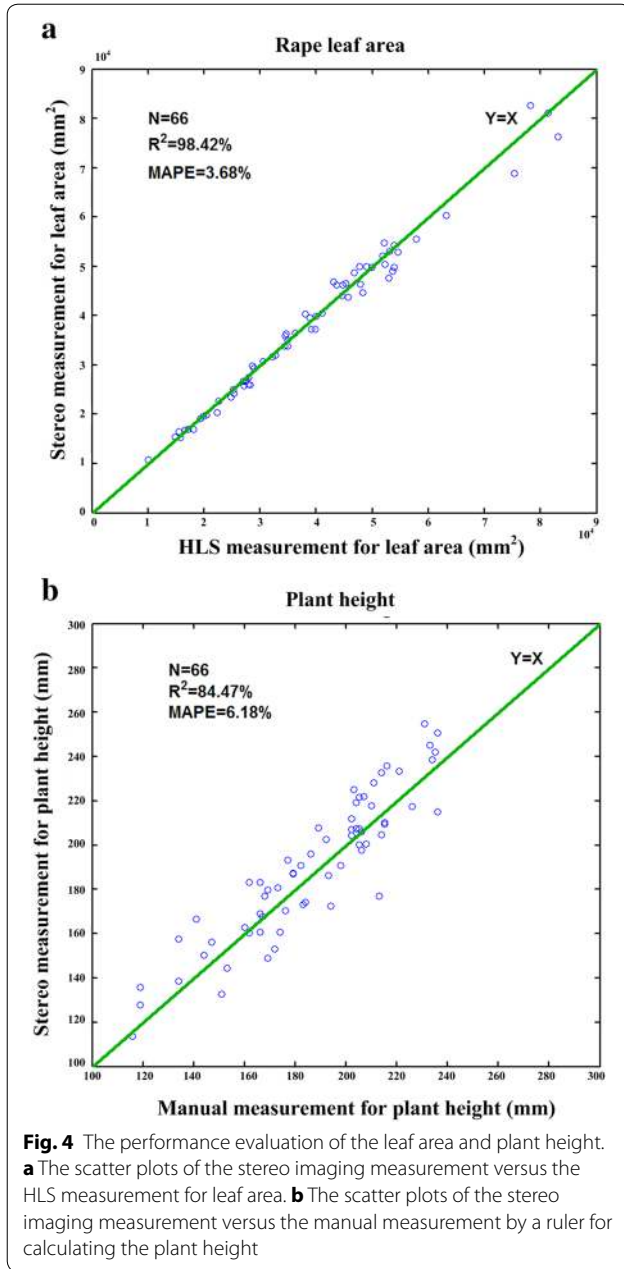 a
Rape leaf area
10⁴
9
8
7
6
5
4
3
2
1
0
N=66
R²=98.42%
MAPE=3.68%
Y=X
Stereo measurement for leaf area (mm²)
0 1 2 3 4 5 6 7 8 9
10⁴
HLS measurement for leaf area (mm²)
b
Plant height
300
280
260
240
220
200
180
160
140
120
100
N=66
R²=84.47%
MAPE=6.18%
Y=X
Stereo measurement for plant height (mm)
100 120 140 160 180 200 220 240 260 280 300
Manual measurement for plant height (mm)
Fig. 4 The performance evaluation of the leaf area and plant height.
a The scatter plots of the stereo imaging measurement versus the
HLS measurement for leaf area. b The scatter plots of the stereo
imaging measurement versus the manual measurement by a ruler for
calculating the plant height